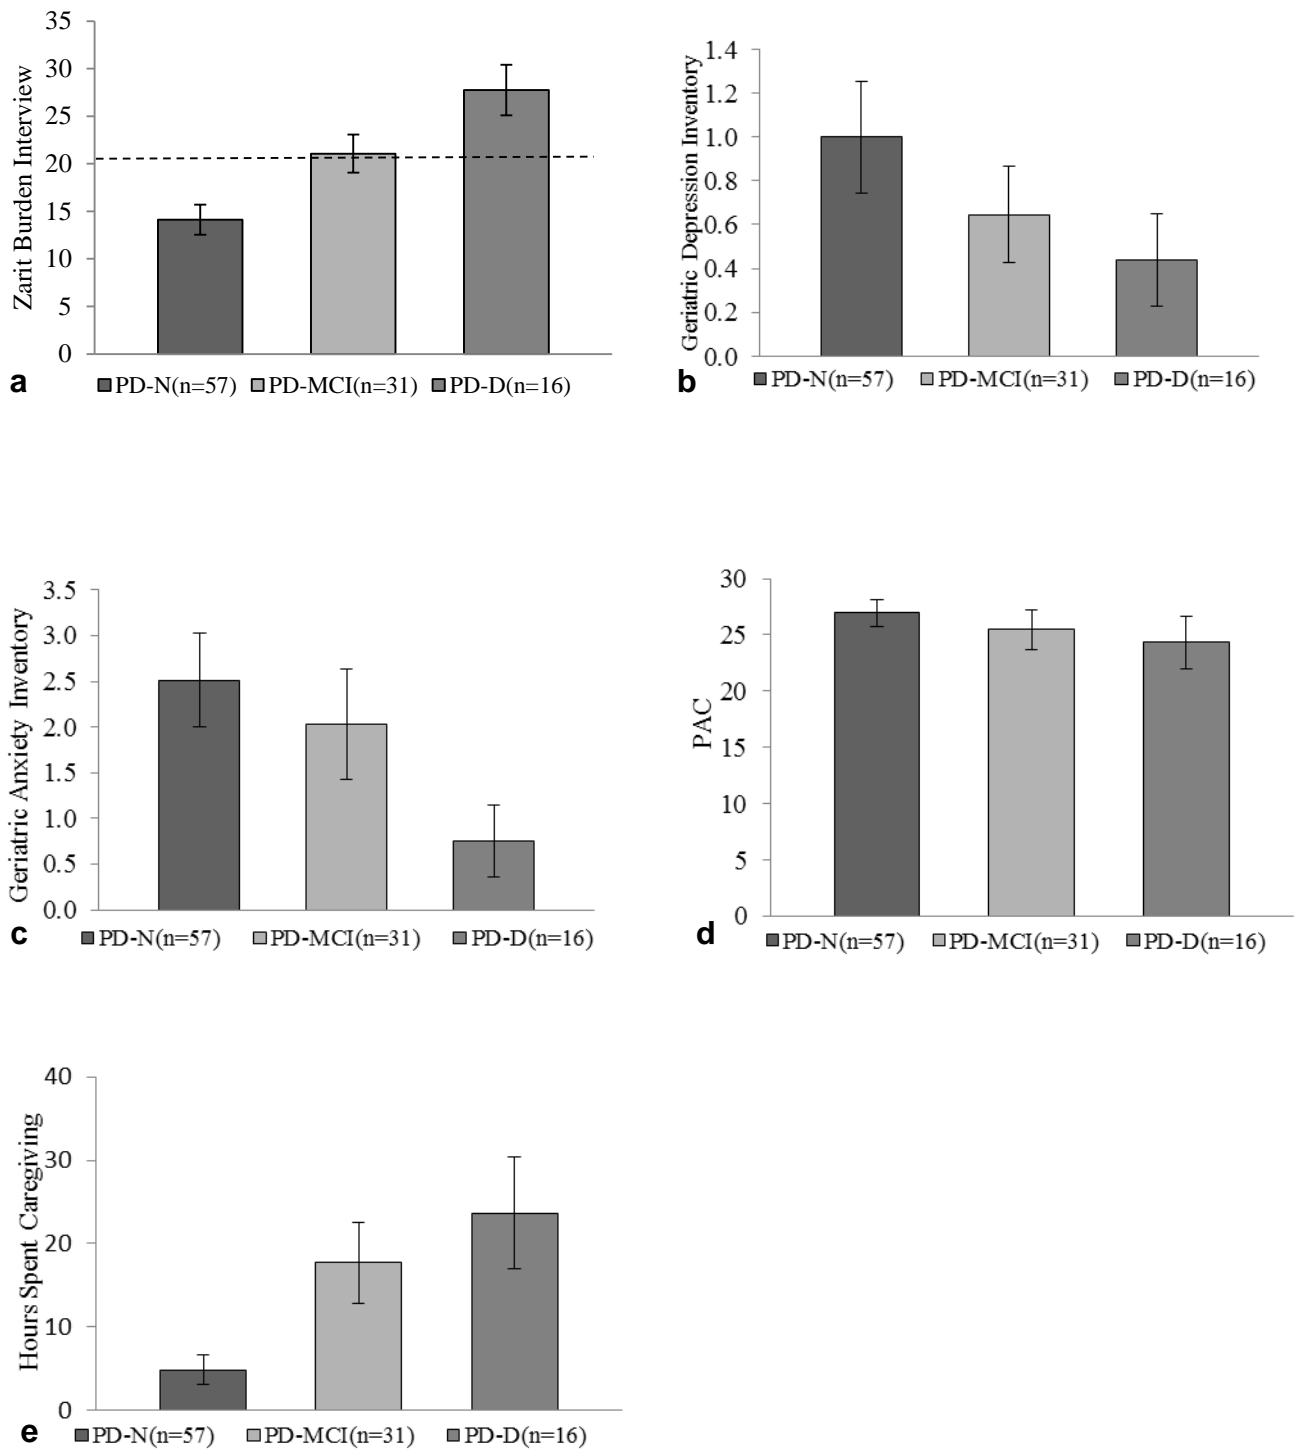 35
30
25
20
15
10
5
0
Zarit Burden Interview
a
PD-N(n=57) PD-MCI(n=31) PD-D(n=16)
1.4
1.2
1.0
0.8
0.6
0.4
0.2
0.0
Geriatric Depression Inventory
b
PD-N(n=57) PD-MCI(n=31) PD-D(n=16)
3.5
3.0
2.5
2.0
1.5
1.0
0.5
0.0
Geriatric Anxiety Inventory
c
PD-N(n=57) PD-MCI(n=31) PD-D(n=16)
30
25
20
15
10
5
0
PAC
d
PD-N(n=57) PD-MCI(n=31) PD-D(n=16)
40
30
20
10
0
Hours Spent Caregiving
e
PD-N(n=57) PD-MCI(n=31) PD-D(n=16)